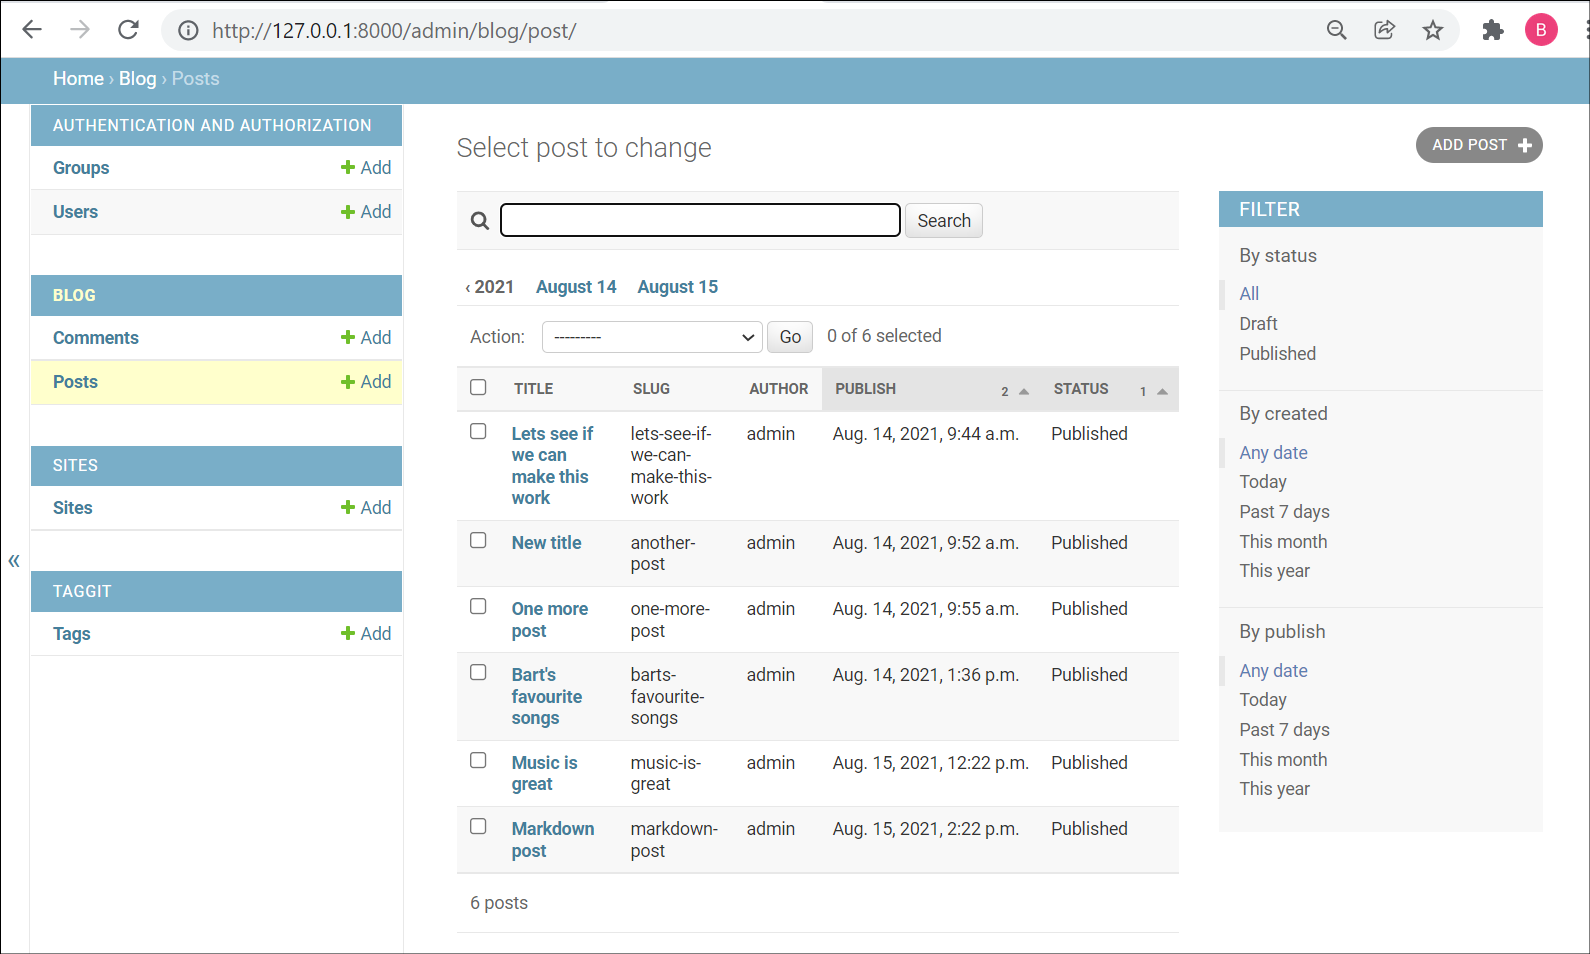 http://127.0.0.1:8000/admin/blog/post/
B
Home › Blog › Posts
AUTHENTICATION AND AUTHORIZATION
Groups Add
Users Add
BLOG
Comments Add
Posts Add
SITES
Sites Add
«
TAGGIT
Tags Add
Select post to change
ADD POST
Search
‹ 2021 August 14 August 15
Action: --------- Go 0 of 6 selected
TITLE SLUG AUTHOR PUBLISH 2 STATUS 1
Lets see if lets-see-if- admin Aug. 14, 2021, 9:44 a.m. Published
we can we-can-
make this make-this-
work work
New title another- admin Aug. 14, 2021, 9:52 a.m. Published
post
One more one-more- admin Aug. 14, 2021, 9:55 a.m. Published
post post
Bart's barts- admin Aug. 14, 2021, 1:36 p.m. Published
favourite favourite-
songs songs
Music is music-is- admin Aug. 15, 2021, 12:22 p.m. Published
great great
Markdown markdown- admin Aug. 15, 2021, 2:22 p.m. Published
post post
6 posts
FILTER
By status
All
Draft
Published
By created
Any date
Today
Past 7 days
This month
This year
By publish
Any date
Today
Past 7 days
This month
This year